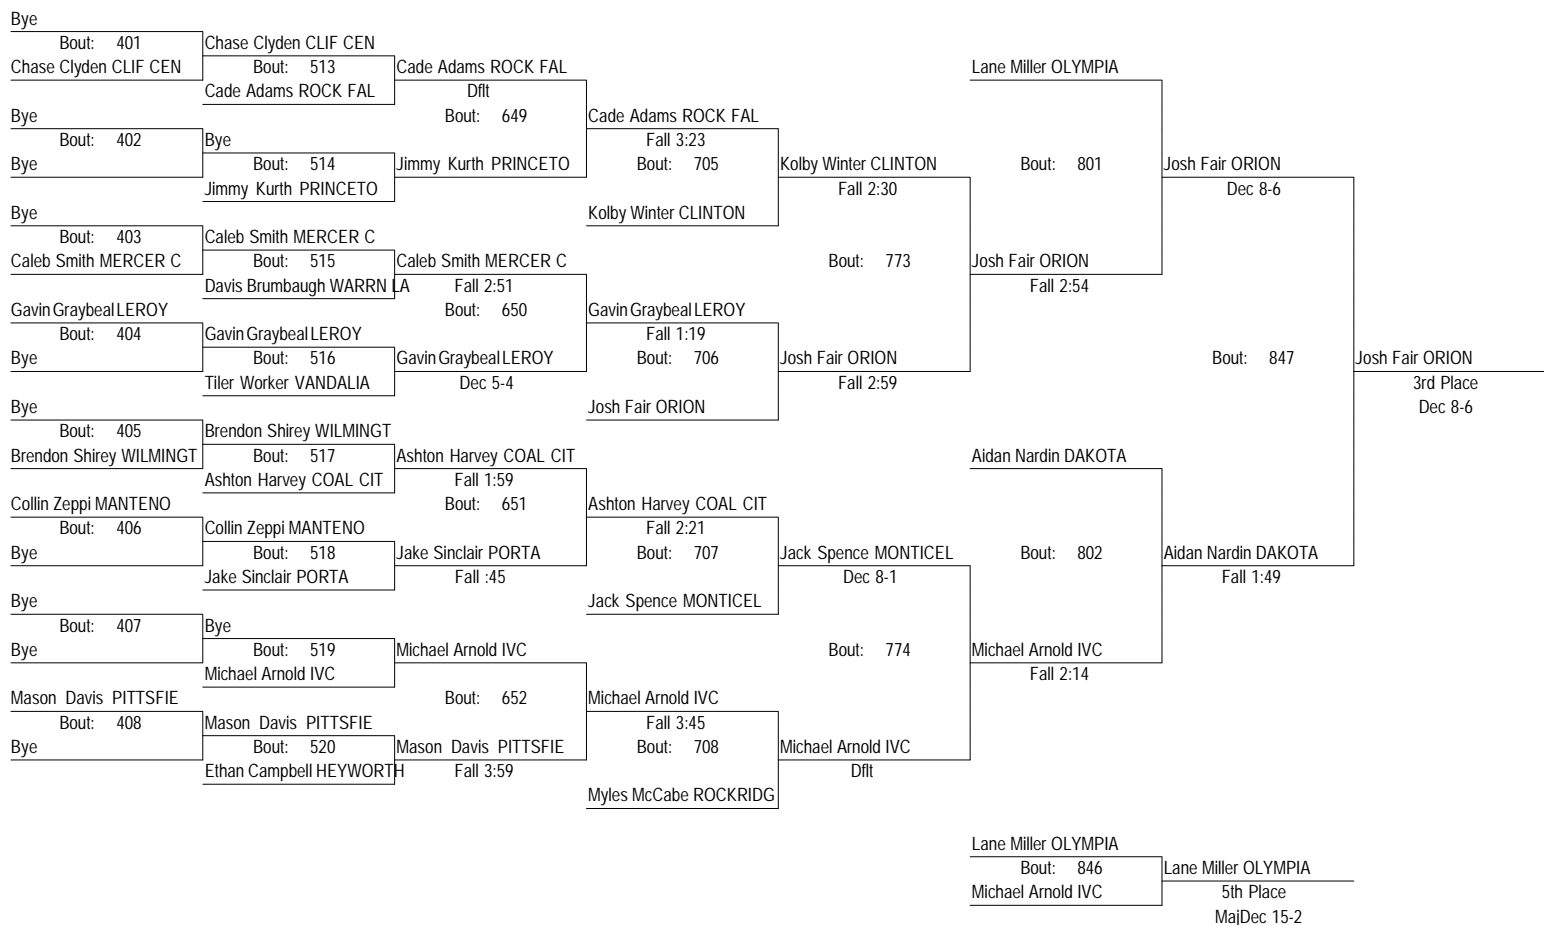 Bye
Bout: 401
Chase Clyden CLIF CEN
Bye
Bout: 402
Bye
Bye
Bout: 403
Caleb Smith MERCER C
Gavin Graybeal LEROY
Bout: 404
Bye
Bye
Bout: 405
Brendon Shirey WILMINGT
Collin Zeppi MANTENO
Bout: 406
Bye
Bye
Bout: 407
Bye
Mason Davis PITTSFIE
Bout: 408
Bye
Chase Clyden CLIF CEN
Bout: 513
Cade Adams ROCK FAL
Bye
Bout: 514
Jimmy Kurth PRINCETO
Caleb Smith MERCER C
Bout: 515
Davis Brumbaugh WARRN LA
Gavin Graybeal LEROY
Bout: 516
Tiler Worker VANDALIA
Brendon Shirey WILMINGT
Bout: 517
Ashton Harvey COAL CIT
Collin Zeppi MANTENO
Bout: 518
Jake Sinclair PORTA
Bye
Bout: 519
Michael Arnold IVC
Mason Davis PITTSFIE
Bout: 520
Ethan Campbell HEYWORTH
Cade Adams ROCK FAL
Dflt
Bout: 649
Jimmy Kurth PRINCETO
Caleb Smith MERCER C
Fall 2:51
Bout: 650
Gavin Graybeal LEROY
Dec 5-4
Ashton Harvey COAL CIT
Fall 1:59
Bout: 651
Jake Sinclair PORTA
Fall :45
Michael Arnold IVC
Bout: 652
Mason Davis PITTSFIE
Fall 3:59
Cade Adams ROCK FAL
Fall 3:23
Bout: 705
Kolby Winter CLINTON
Gavin Graybeal LEROY
Fall 1:19
Bout: 706
Josh Fair ORION
Ashton Harvey COAL CIT
Fall 2:21
Bout: 707
Jack Spence MONTICEL
Michael Arnold IVC
Fall 3:45
Bout: 708
Myles McCabe ROCKRIDG
Kolby Winter CLINTON
Fall 2:30
Bout: 773
Josh Fair ORION
Fall 2:59
Jack Spence MONTICEL
Dec 8-1
Bout: 774
Michael Arnold IVC
Dflt
Lane Miller OLYMPIA
Bout: 801
Josh Fair ORION
Fall 2:54
Aidan Nardin DAKOTA
Bout: 802
Michael Arnold IVC
Fall 2:14
Josh Fair ORION
Dec 8-6
Bout: 847
Aidan Nardin DAKOTA
Fall 1:49
Josh Fair ORION
3rd Place
Dec 8-6
Lane Miller OLYMPIA
Bout: 846
Michael Arnold IVC
Lane Miller OLYMPIA
5th Place
MajDec 15-2